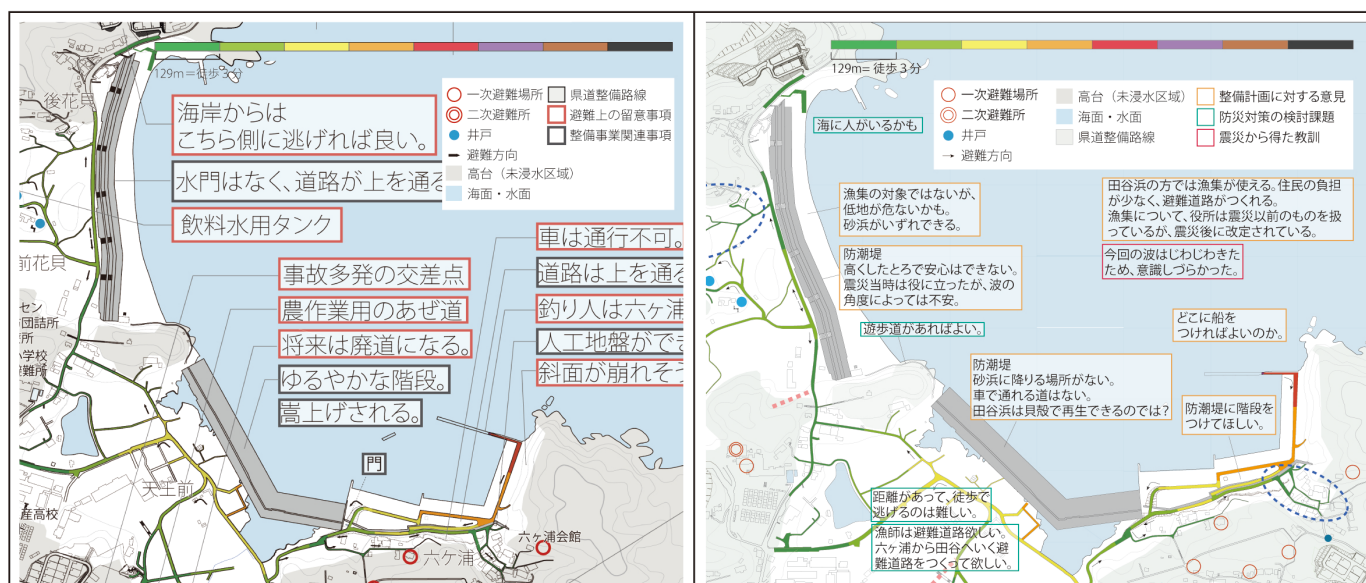 129m=徒歩3分
後花貝
海岸からは
こちら側に逃げれば良い。
水門はなく、道路が上を通る
飲料水用タンク
前花貝
一次避難場所
二次避難所
井戸
避難方向
高台(未浸水区域)
海面・水面
県道整備路線
避難上の留意事項
整備事業関連事項
車は通行不可。
道路は上を通る
釣り人は六ヶ浦
人工地盤ができ
斜面が崩れそう
事故多発の交差点
農作業用のあぜ道
将来は廃道になる。
ゆるやかな階段。
嵩上げされる。
門
セン
団詰所
所
小学校
難所
天王前
産高校
六ヶ浦
六ヶ浦会館
129m=徒歩3分
一次避難場所
二次避難所
井戸
避難方向
高台(未浸水区域)
海面・水面
県道整備路線
整備計画に対する意見
防災対策の検討課題
震災から得た教訓
海に人がいるかも
漁集の対象ではないが、
低地が危ないかも。
砂浜がいずれできる。
田谷浜の方では漁集が使える。住民の負担
が少なく、避難道路がつくれる。
漁集について、役所は震災以前のものを扱
っているが、震災後に改定されている。
今回の波はじわじわきた
ため、意識しづらかった。
防潮堤
高くしたとろで安心はできない。
震災当時は役に立ったが、波の
角度によっては不安。
遊歩道があればよい。
どこに船を
つければよいのか。
防潮堤
砂浜に降りる場所がない。
車で通れる道はない。
田谷浜は貝殻で再生できるのでは?
防潮堤に階段を
つけてほしい。
距離があって、徒歩で
逃げるのは難しい。
漁師は避難道路欲しい。
六ヶ浦から田谷へいく避
難道路をつくって欲しい。